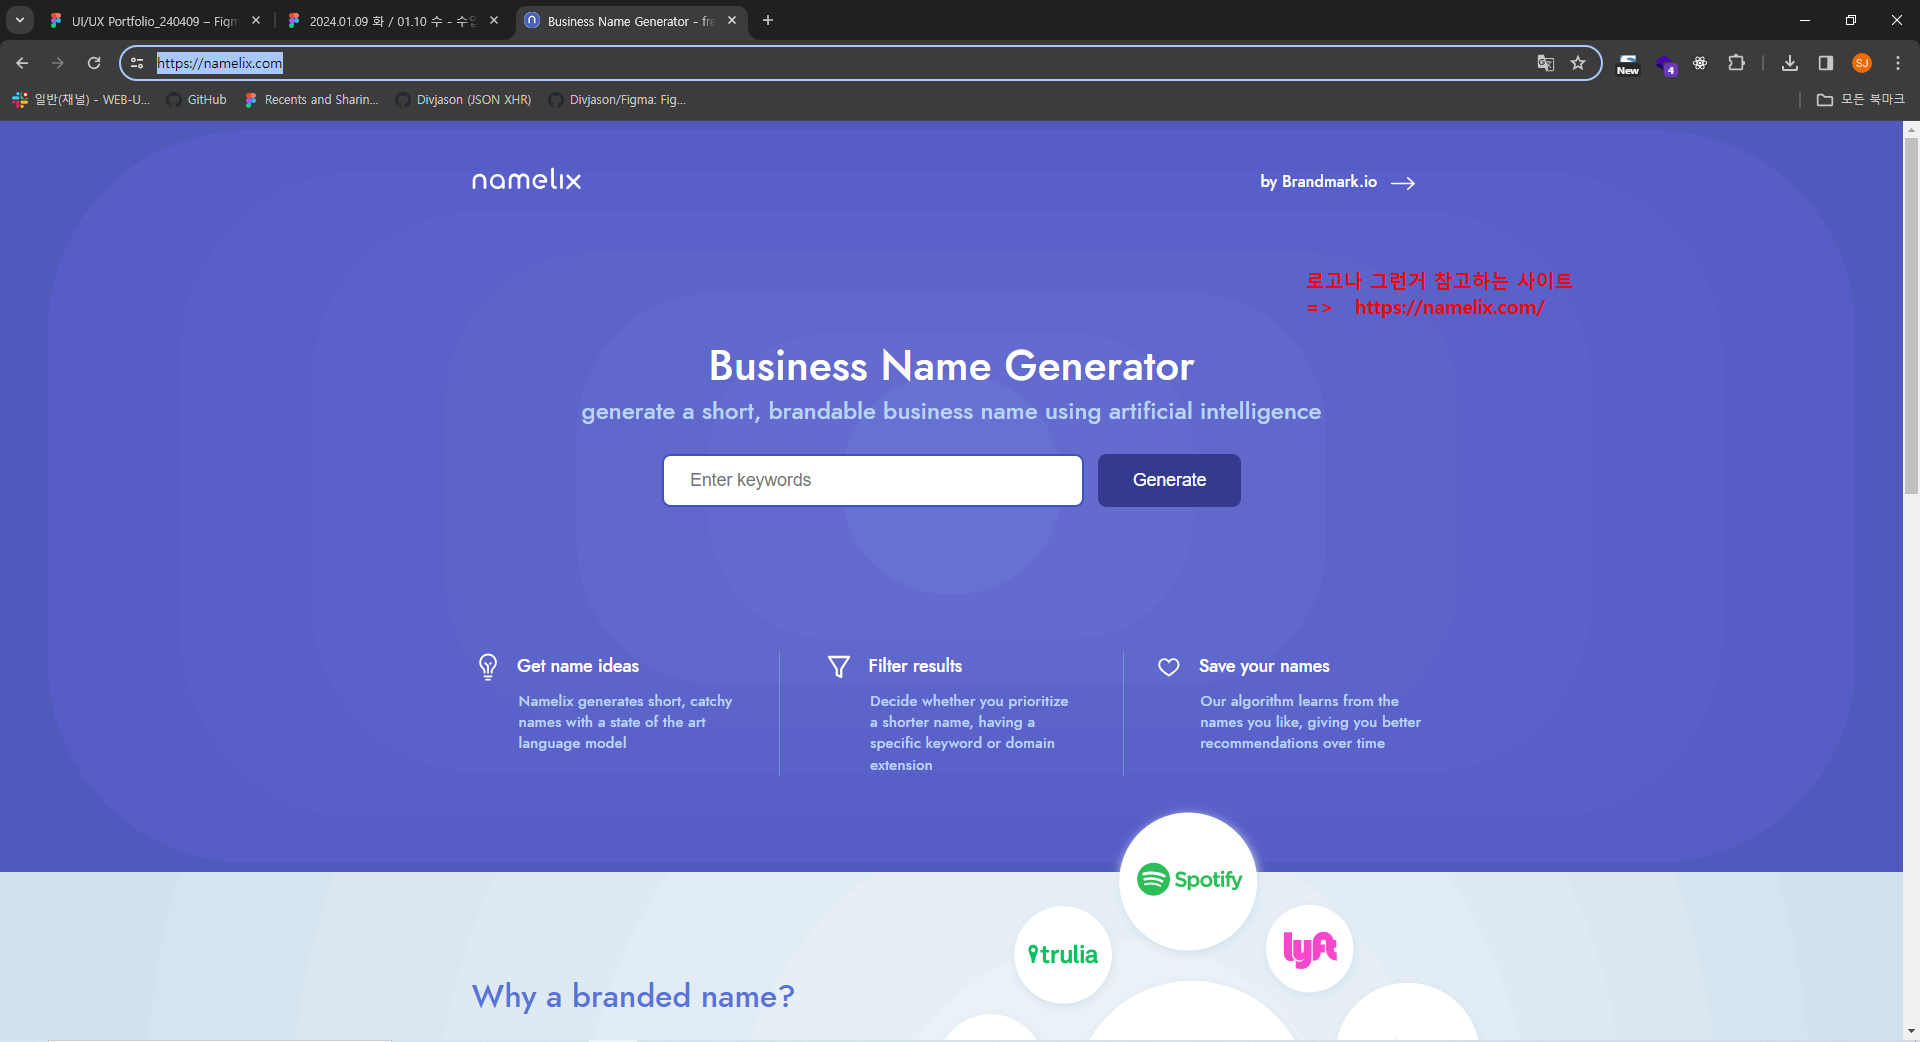 UI/UX Portfolio_240409 – Figm
2024.01.09 화 / 01.10 수 - 수업
Business Name Generator - fre
https://namelix.com
New
4
SJ
일반(채널) - WEB-U...
GitHub
Recents and Sharin...
Divjason (JSON XHR)
Divjason/Figma: Fig...
모든 북마크
namelix
by Brandmark.io
로고나 그런거 참고하는 사이트
=> https://namelix.com/
Business Name Generator
generate a short, brandable business name using artificial intelligence
Enter keywords
Generate
Get name ideas
Namelix generates short, catchy
names with a state of the art
language model
Filter results
Decide whether you prioritize
a shorter name, having a
specific keyword or domain
extension
Save your names
Our algorithm learns from the
names you like, giving you better
recommendations over time
Spotify
trulia
lyft
Why a branded name?